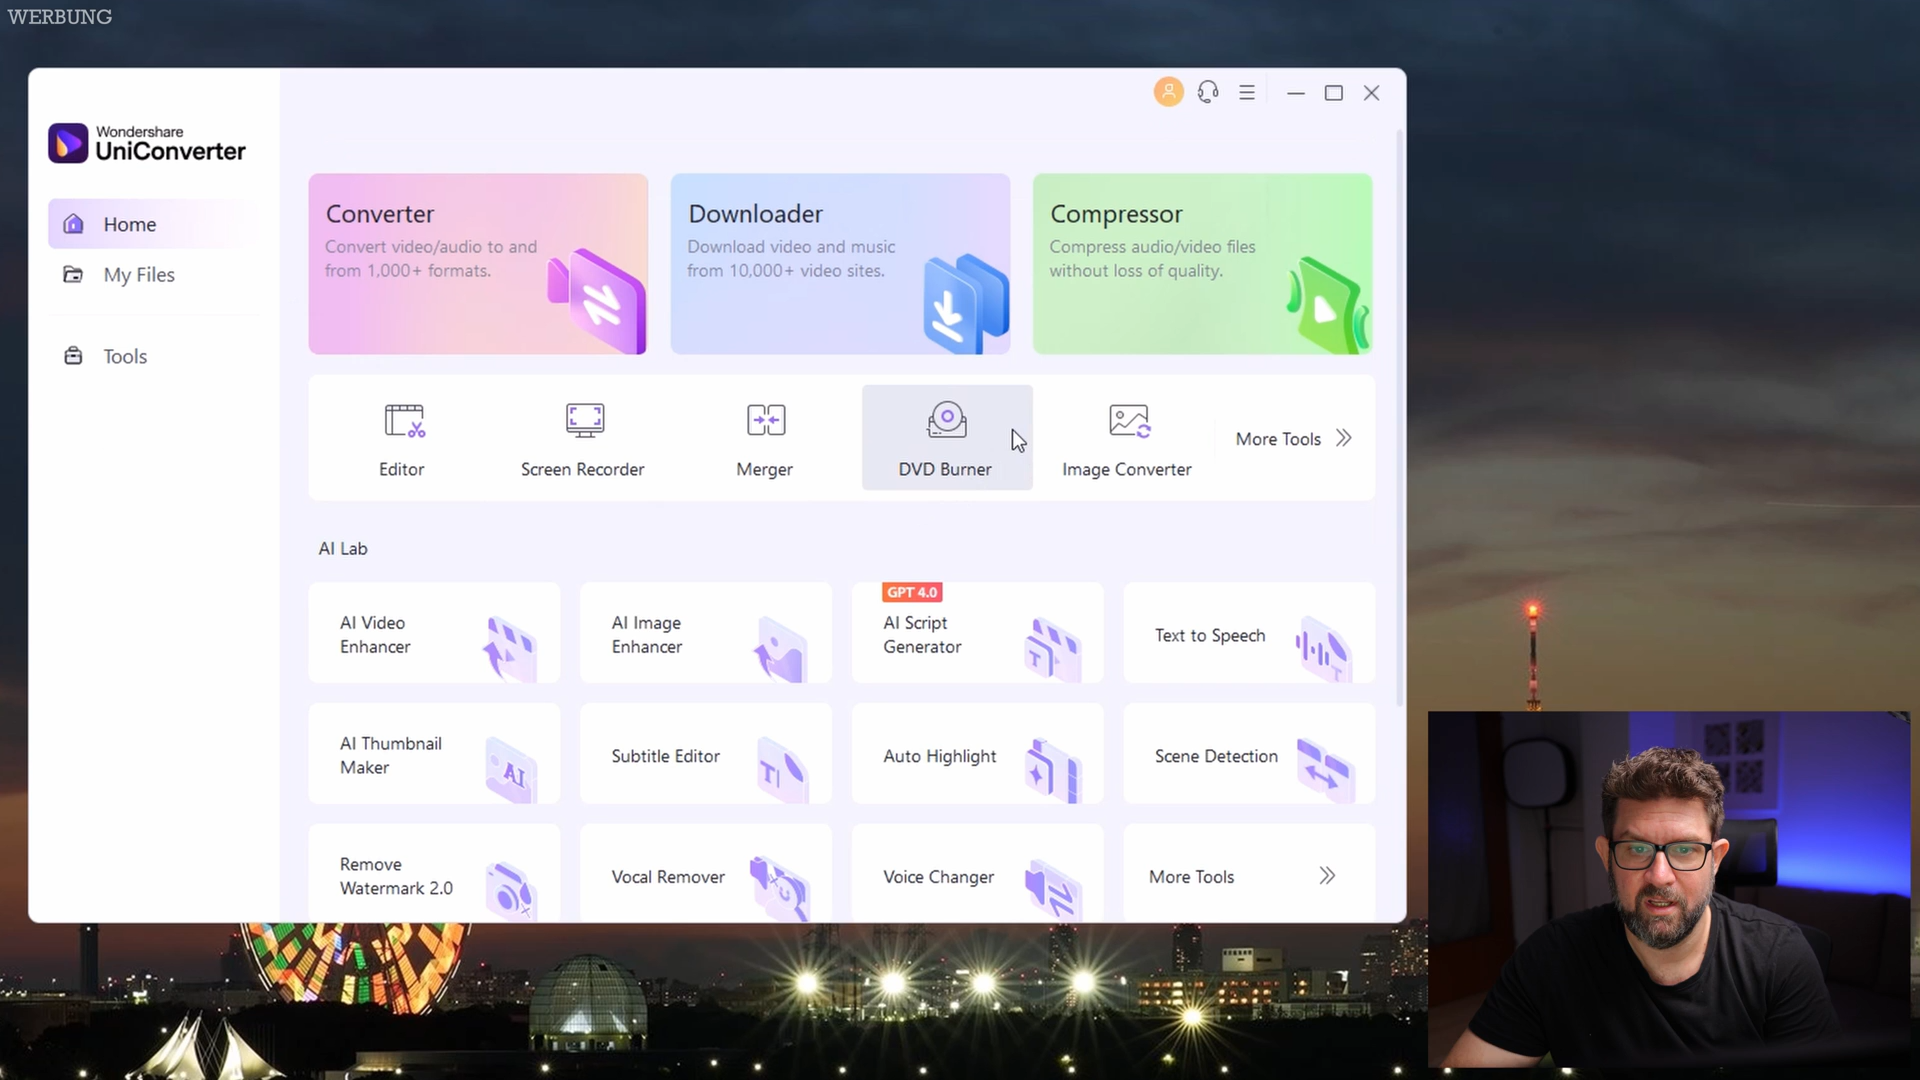 WERBUNG
Wondershare
UniConverter
Home
My Files
Tools
Converter
Convert video/audio to and
from 1,000+ formats.
Downloader
Download video and music
from 10,000+ video sites.
Compressor
Compress audio/video files
without loss of quality.
Editor
Screen Recorder
Merger
DVD Burner
Image Converter
More Tools
AI Lab
AI Video
Enhancer
AI Image
Enhancer
GPT 4.0
AI Script
Generator
Text to Speech
AI Thumbnail
Maker
AI
Subtitle Editor
Auto Highlight
Scene Detection
Remove
Watermark 2.0
Vocal Remover
Voice Changer
More Tools